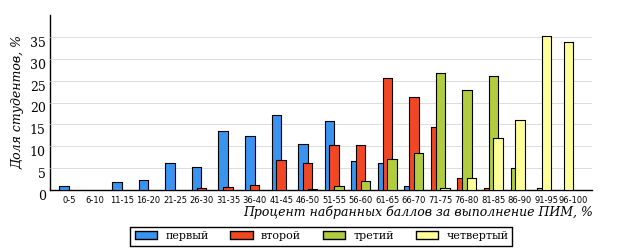 Доля студентов, %
35
30
25
20
15
10
5
0
0-5 6-10 11-15 16-20 21-25 26-30 31-35 36-40 41-45 46-50 51-55 56-60 61-65 66-70 71-75 76-80 81-85 86-90 91-95 96-100
Процент набранных баллов за выполнение ПИМ, %
первый второй третий четвертый